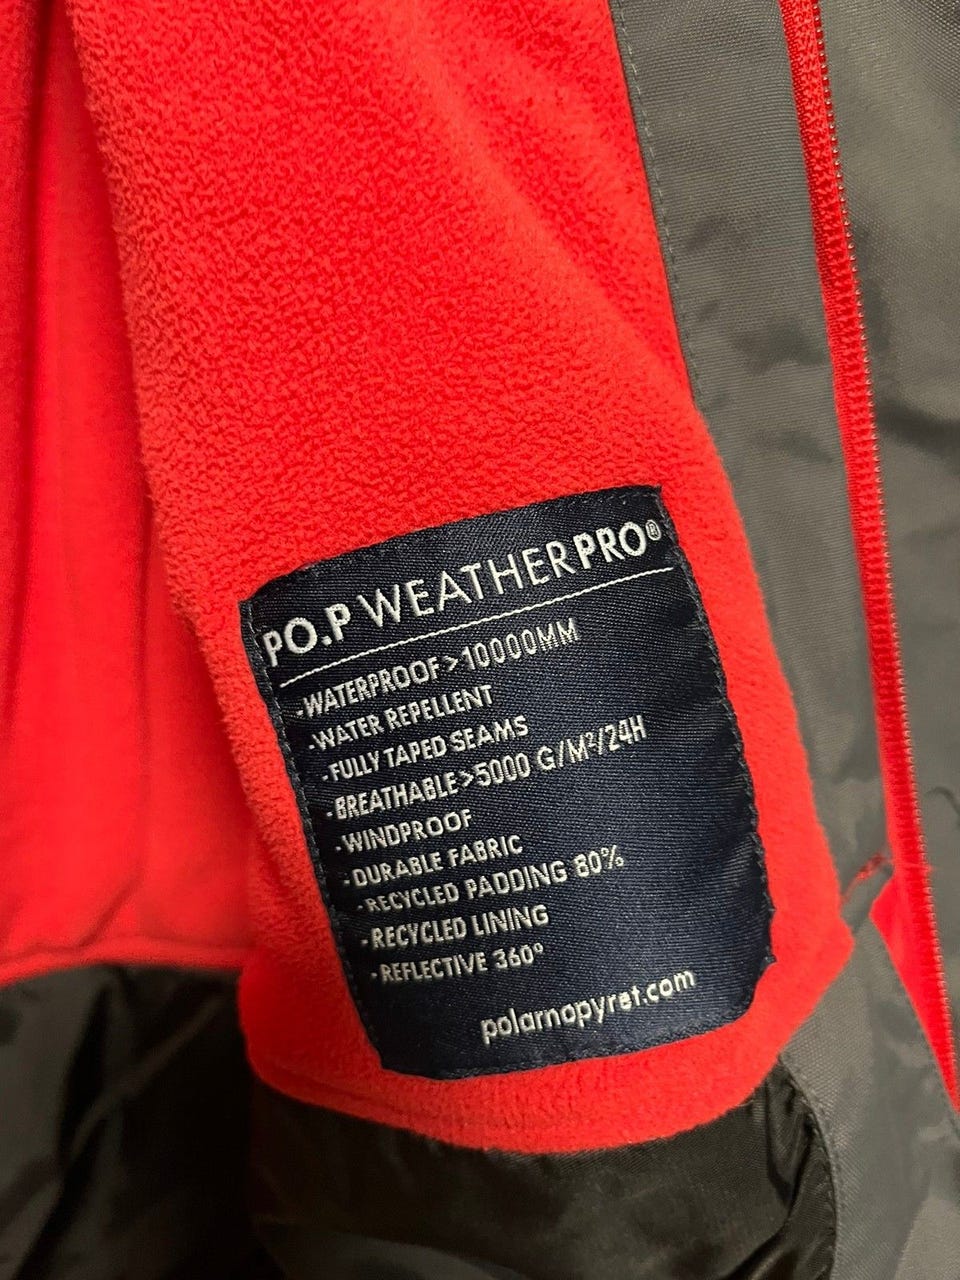 PO.P WEATHERPRO®
-WATERPROOF>10000MM
-WATER REPELLENT
-FULLY TAPED SEAMS
-BREATHABLE>5000 G/M²/24H
-WINDPROOF
-DURABLE FABRIC
-RECYCLED PADDING 80%
-RECYCLED LINING
-REFLECTIVE 360°
polarnopyret.com